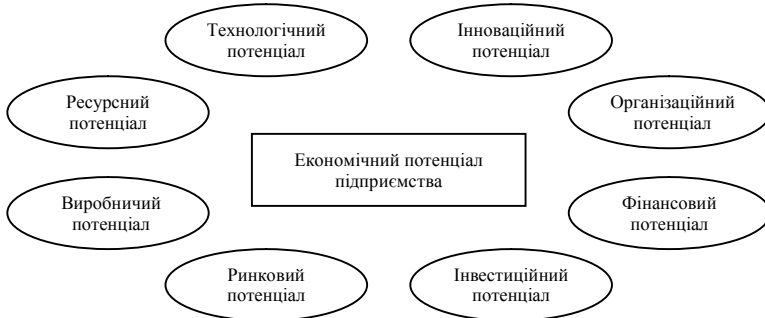 Технологічний
потенціал
Інноваційний
потенціал
Ресурсний
потенціал
Організаційний
потенціал
Економічний потенціал
підприємства
Виробничий
потенціал
Фінансовий
потенціал
Ринковий
потенціал
Інвестиційний
потенціал